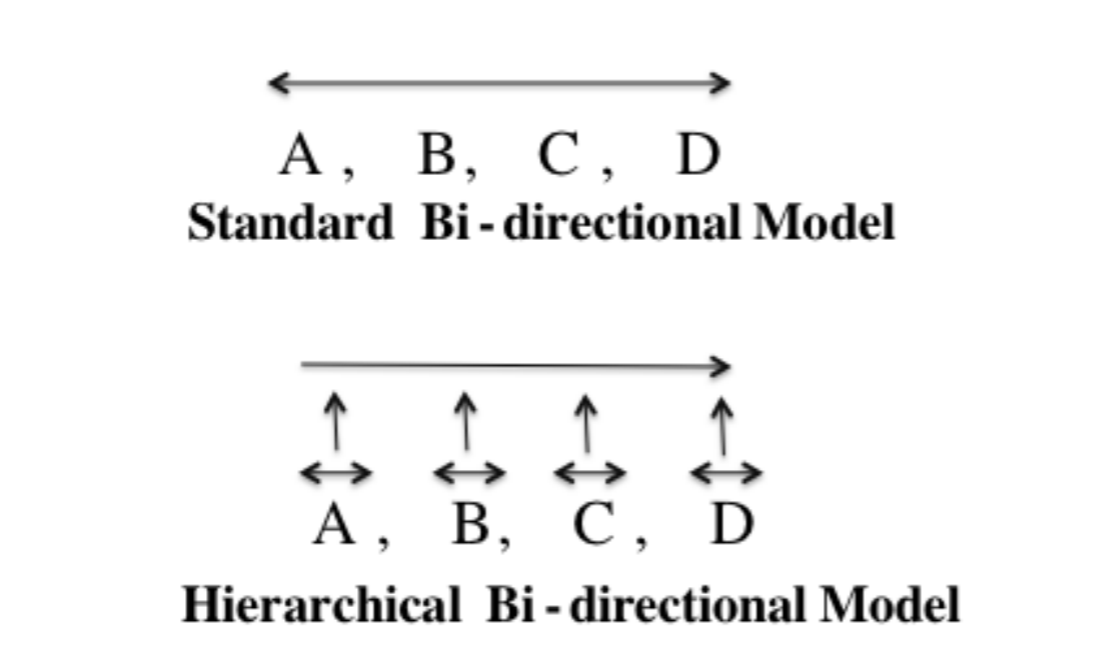 A , B, C , D
Standard Bi - directional Model
A , B, C , D
Hierarchical Bi - directional Model